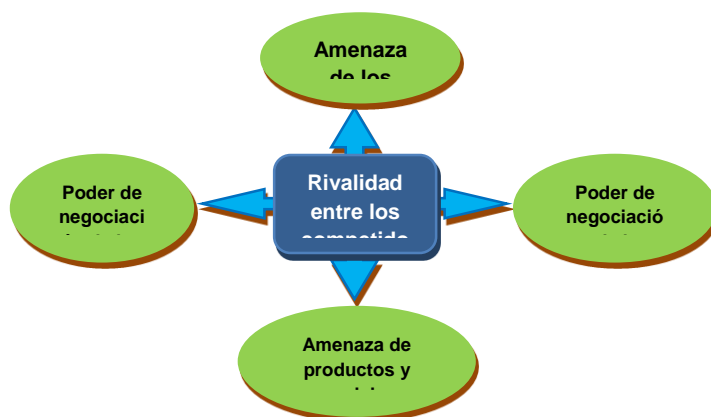 Amenaza
de los
Rivalidad
entre los
Poder de
negociaci
Poder de
negociació
Amenaza de
productos y